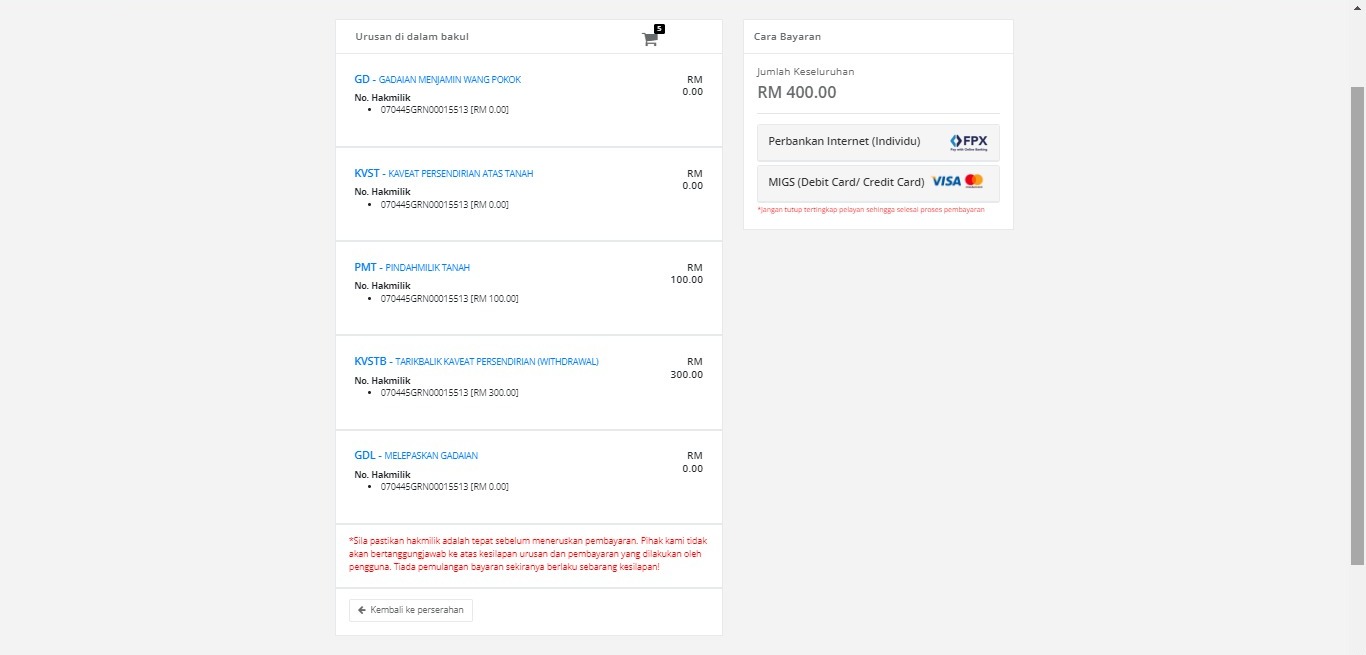 Urusan di dalam bakul
5
GD - GADAIAN MENJAMIN WANG POKOK
RM
0.00
No. Hakmilik
070445GRN00015513 [RM 0.00]
KVST - KAVEAT PERSENDIRIAN ATAS TANAH
RM
0.00
No. Hakmilik
070445GRN00015513 [RM 0.00]
PMT - PINDAHMILIK TANAH
RM
100.00
No. Hakmilik
070445GRN00015513 [RM 100.00]
KVSTB - TARIKBALIK KAVEAT PERSENDIRIAN (WITHDRAWAL)
RM
300.00
No. Hakmilik
070445GRN00015513 [RM 300.00]
GDL - MELEPASKAN GADAIAN
RM
0.00
No. Hakmilik
070445GRN00015513 [RM 0.00]
*Sila pastikan hakmilik adalah tepat sebelum meneruskan pembayaran. Pihak kami tidak
akan bertanggungjawab ke atas kesilapan urusan dan pembayaran yang dilakukan oleh
pengguna. Tiada pemulangan bayaran sekiranya berlaku sebarang kesilapan!
Kembali ke perserahan
Cara Bayaran
Jumlah Keseluruhan
RM 400.00
Perbankan Internet (Individu)
FPX
Pay with Online Banking
MIGS (Debit Card/ Credit Card)
VISA
*Jangan tutup tertingkap pelayan sehingga selesai proses pembayaran